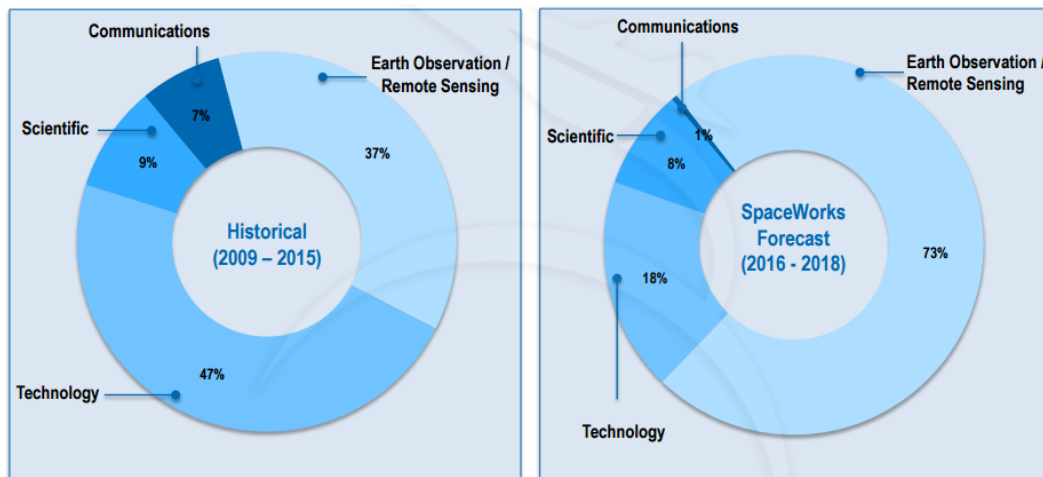 Communications
Earth Observation /
Remote Sensing
Scientific
7%
37%
9%
Historical
(2009 – 2015)
47%
Technology
Communications
Earth Observation /
Remote Sensing
Scientific
1%
8%
SpaceWorks
Forecast
(2016 - 2018)
73%
18%
Technology